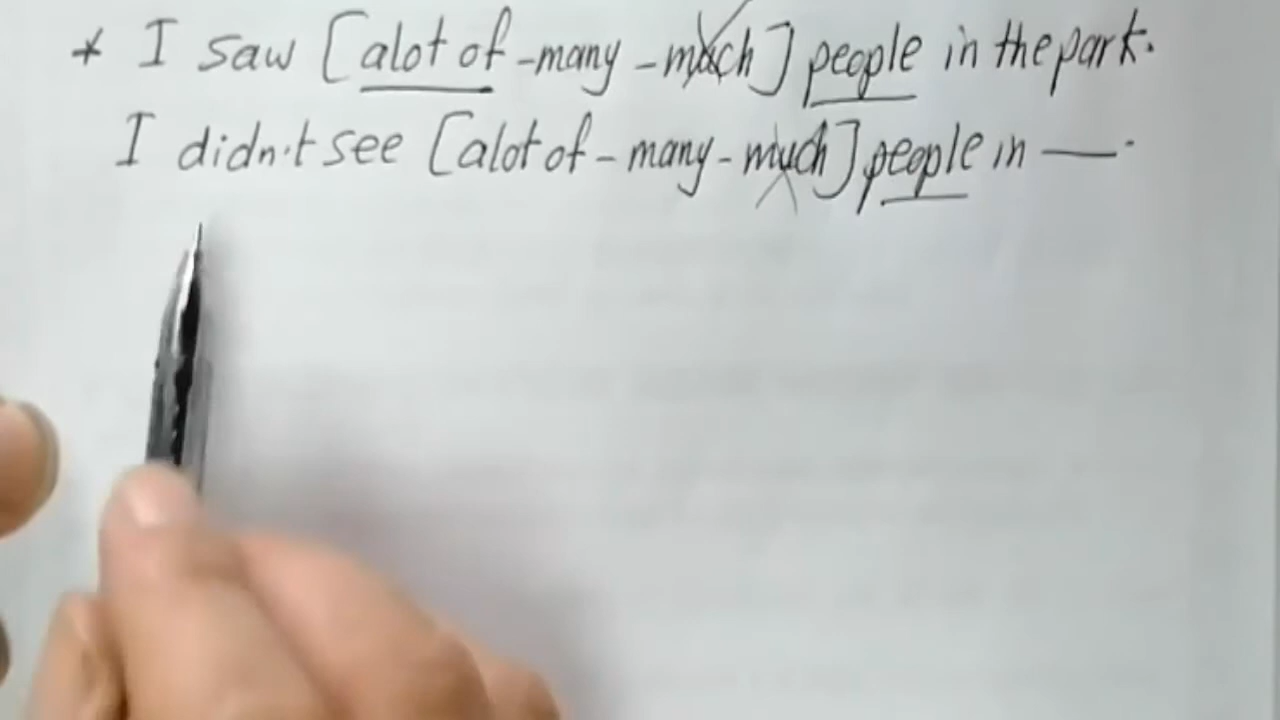 * I saw [alot of - many - much] people in the park.
I didn't see [alot of - many - much] people in —.